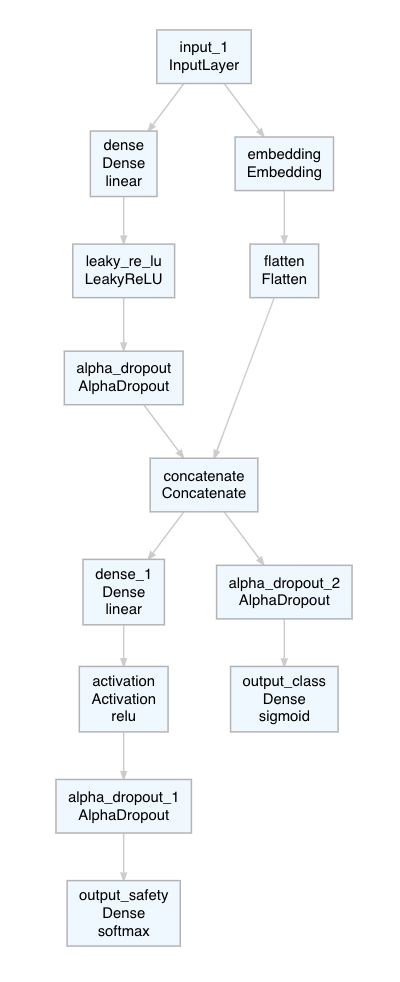 input_1
InputLayer
dense
Dense
linear
embedding
Embedding
leaky_re_lu
LeakyReLU
flatten
Flatten
alpha_dropout
AlphaDropout
concatenate
Concatenate
dense_1
Dense
linear
alpha_dropout_2
AlphaDropout
activation
Activation
relu
output_class
Dense
sigmoid
alpha_dropout_1
AlphaDropout
output_safety
Dense
softmax